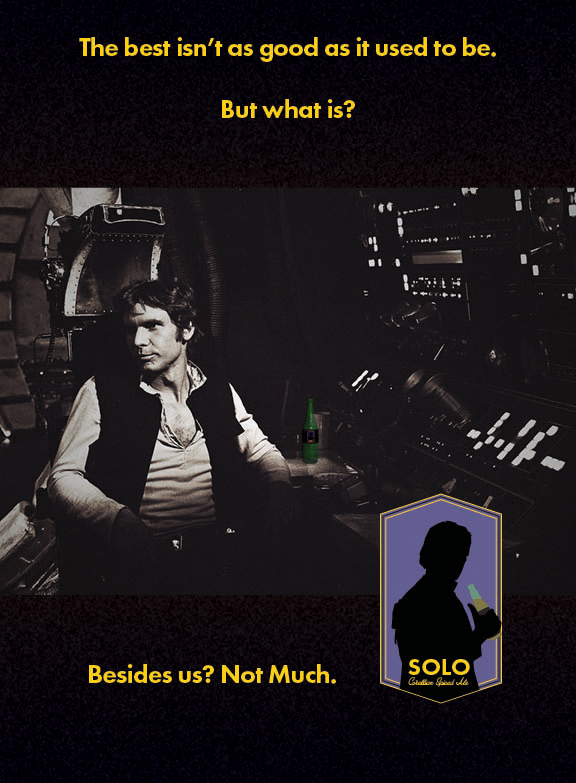 The best isn't as good as it used to be.
But what is?
Besides us? Not Much.
SOLO
Corellian Spiced Ale